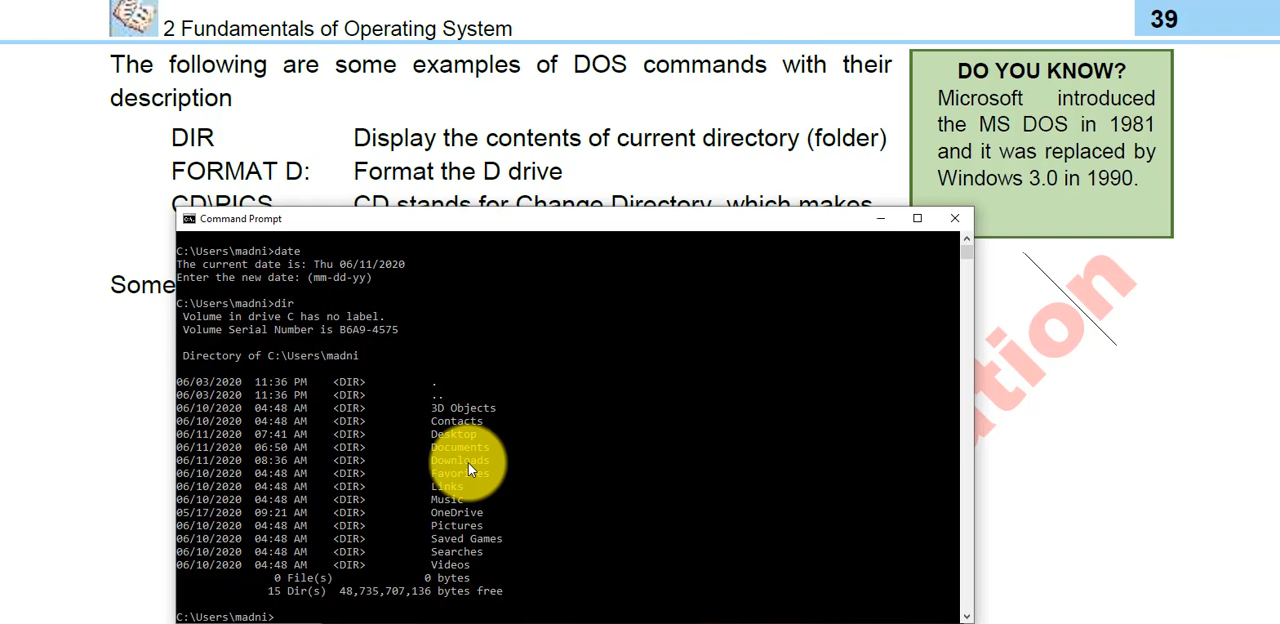 2 Fundamentals of Operating System
39
The following are some examples of DOS commands with their
description
DIR Display the contents of current directory (folder)
FORMAT D: Format the D drive
CD\PICS CD stands for Change Directory, which makes
Some
DO YOU KNOW?
Microsoft introduced
the MS DOS in 1981
and it was replaced by
Windows 3.0 in 1990.
Command Prompt
C:\Users\madni>date
The current date is: Thu 06/11/2020
Enter the new date: (mm-dd-yy)
C:\Users\madni>dir
Volume in drive C has no label.
Volume Serial Number is B6A9-4575
Directory of C:\Users\madni
06/03/2020 11:36 PM <DIR> .
06/03/2020 11:36 PM <DIR> ..
06/10/2020 04:48 AM <DIR> 3D Objects
06/10/2020 04:48 AM <DIR> Contacts
06/11/2020 07:41 AM <DIR> Desktop
06/11/2020 06:50 AM <DIR> Documents
06/11/2020 08:36 AM <DIR> Downloads
06/10/2020 04:48 AM <DIR> Favorites
06/10/2020 04:48 AM <DIR> Links
06/10/2020 04:48 AM <DIR> Music
05/17/2020 09:21 AM <DIR> OneDrive
06/10/2020 04:48 AM <DIR> Pictures
06/10/2020 04:48 AM <DIR> Saved Games
06/10/2020 04:48 AM <DIR> Searches
06/10/2020 04:48 AM <DIR> Videos
0 File(s) 0 bytes
15 Dir(s) 48,735,707,136 bytes free
C:\Users\madni>